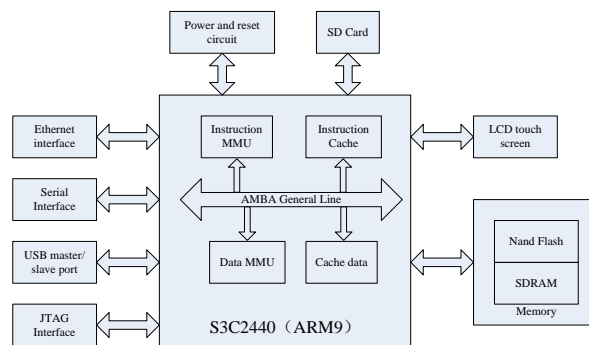 Power and reset
circuit
SD Card
Ethernet
interface
Instruction
MMU
Instruction
Cache
LCD touch
screen
Serial
Interface
AMBA General Line
USB master/
slave port
Data MMU
Cache data
Nand Flash
SDRAM
Memory
JTAG
Interface
S3C2440（ARM9）